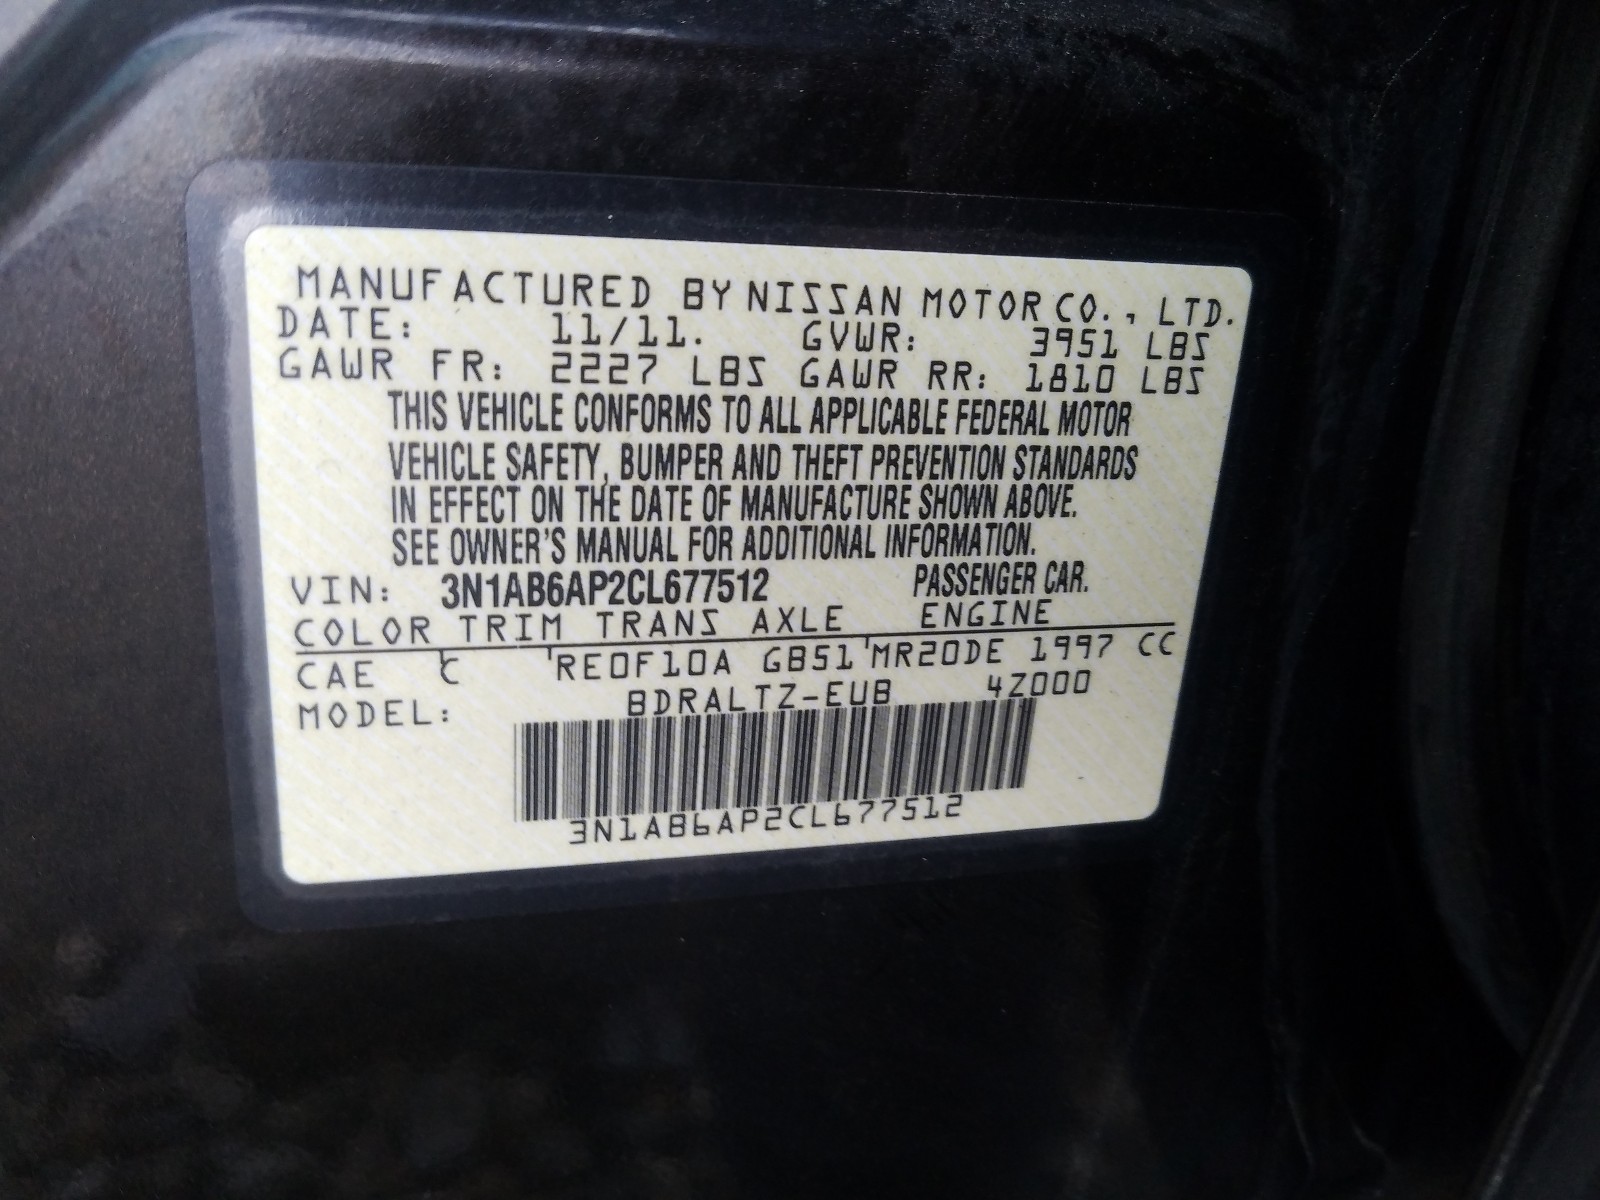 MANUFACTURED BY NISSAN MOTOR CO., LTD.
DATE: 11/11. GVWR: 3951 LBS
GAWR FR: 2227 LBS GAWR RR: 1810 LBS
THIS VEHICLE CONFORMS TO ALL APPLICABLE FEDERAL MOTOR
VEHICLE SAFETY, BUMPER AND THEFT PREVENTION STANDARDS
IN EFFECT ON THE DATE OF MANUFACTURE SHOWN ABOVE.
SEE OWNER'S MANUAL FOR ADDITIONAL INFORMATION.
VIN: 3N1AB6AP2CL677512 PASSENGER CAR.
COLOR TRIM TRANS AXLE ENGINE
CAE C RE0F10A GB51 MR20DE 1997 CC
MODEL: BDRALTZ-EUB 4Z000
3N1AB6AP2CL677512